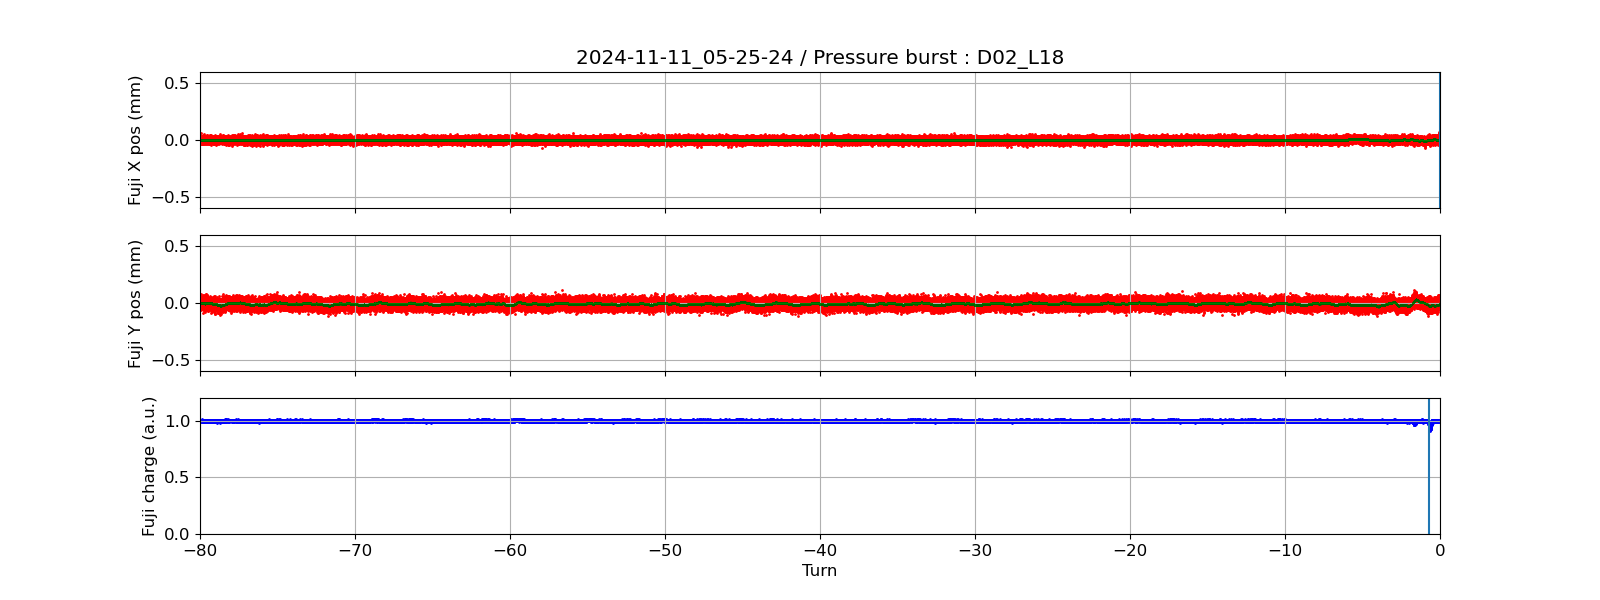 2024-11-11_05-25-24 / Pressure burst : D02_L18
Fuji X pos (mm)
0.5
0.0
−0.5
Fuji Y pos (mm)
0.5
0.0
−0.5
Fuji charge (a.u.)
1.0
0.5
0.0
−80 −70 −60 −50 −40 −30 −20 −10 0
Turn